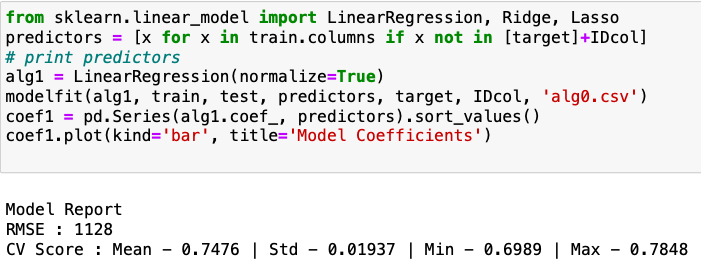 from sklearn.linear_model import LinearRegression, Ridge, Lasso
predictors = [x for x in train.columns if x not in [target]+IDcol]
# print predictors
alg1 = LinearRegression(normalize=True)
modelfit(alg1, train, test, predictors, target, IDcol, 'alg0.csv')
coef1 = pd.Series(alg1.coef_, predictors).sort_values()
coef1.plot(kind='bar', title='Model Coefficients')
Model Report
RMSE : 1128
CV Score : Mean - 0.7476 | Std - 0.01937 | Min - 0.6989 | Max - 0.7848